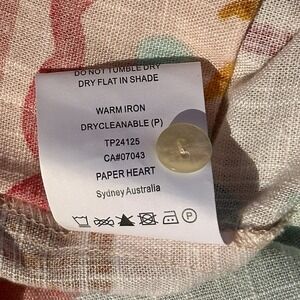 DO NOT TUMBLE DRY
DRY FLAT IN SHADE
WARM IRON
DRYCLEANABLE (P)
TP24125
CA#07043
PAPER HEART
Sydney Australia
P